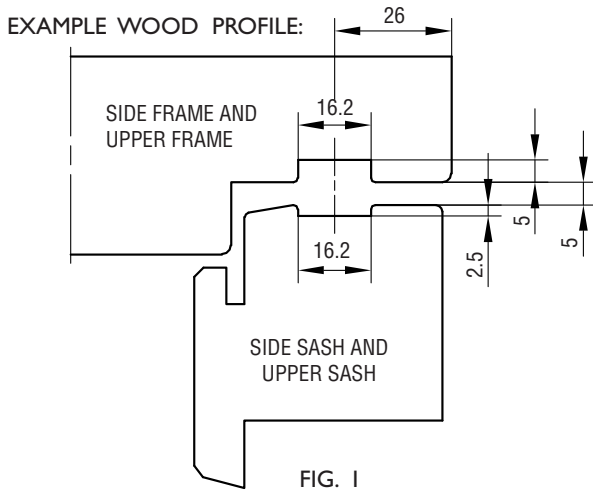 EXAMPLE WOOD PROFILE:
26
SIDE FRAME AND
UPPER FRAME
16.2
5
5
2.5
16.2
SIDE SASH AND
UPPER SASH
FIG. I